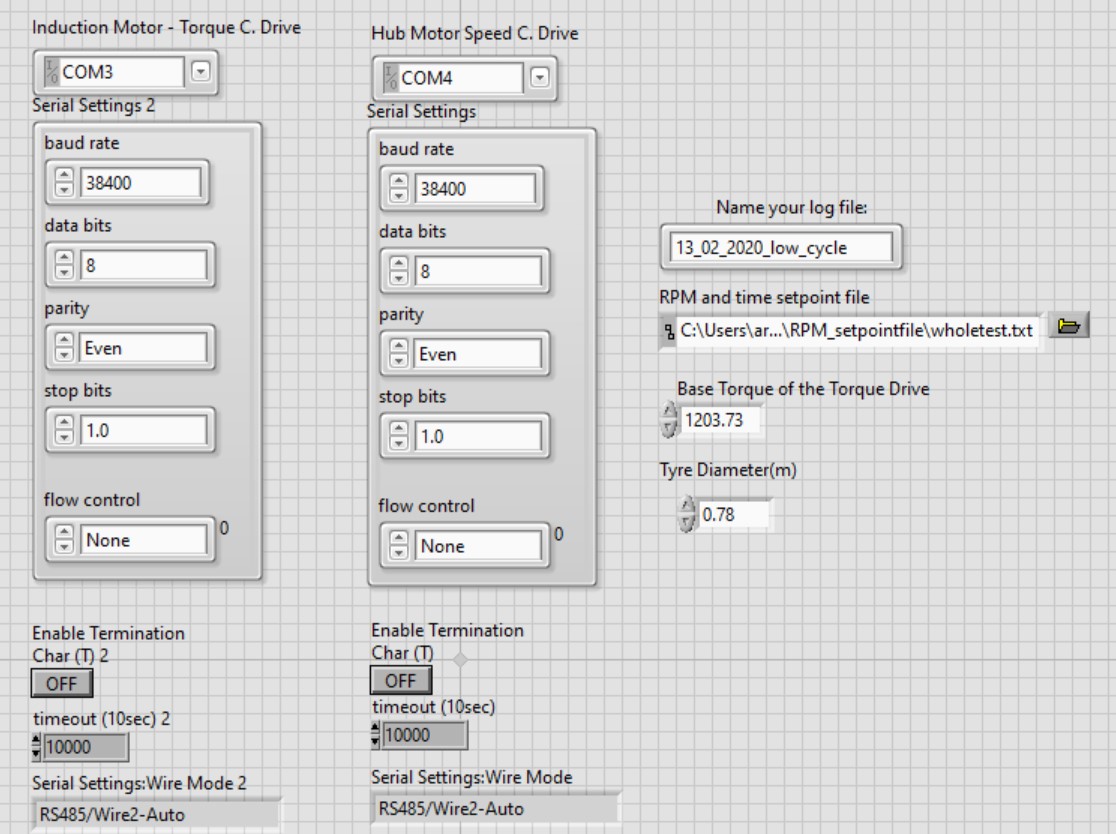 Induction Motor - Torque C. Drive
COM3
Serial Settings 2
baud rate
38400
data bits
8
parity
Even
stop bits
1.0
flow control
None
0
Enable Termination
Char (T) 2
OFF
timeout (10sec) 2
10000
Serial Settings:Wire Mode 2
RS485/Wire2-Auto
Hub Motor Speed C. Drive
COM4
Serial Settings
baud rate
38400
data bits
8
parity
Even
stop bits
1.0
flow control
None
0
Enable Termination
Char (T)
OFF
timeout (10sec)
10000
Serial Settings:Wire Mode
RS485/Wire2-Auto
Name your log file:
13_02_2020_low_cycle
RPM and time setpoint file
C:\Users\ar...\RPM_setpointfile\wholetest.txt
Base Torque of the Torque Drive
1203.73
Tyre Diameter(m)
0.78